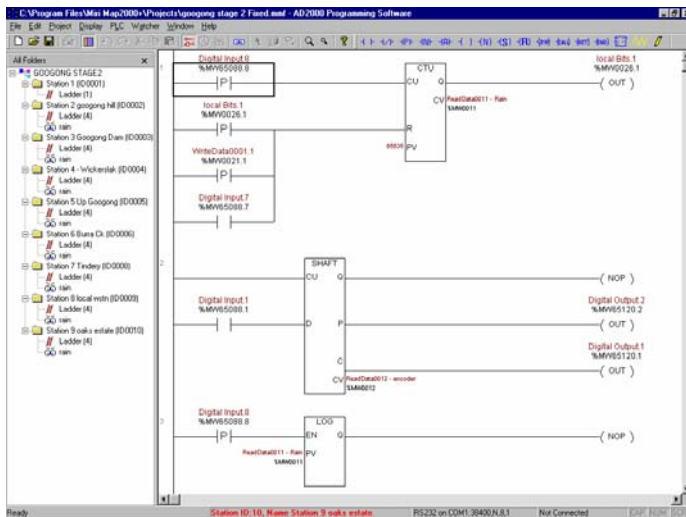 C:\Program Files\Mai Map2000+\Projects\googong stage 2 Fixed.mmf - AD2000 Programming Software
File Edit Project Display PLC Watcher Window Help
All Folders
GOOGONG STAGE2
Station 1 (ID0001)
Ladder (1)
Station 2 googong hill (ID0002)
Ladder (4)
rain
Station 3 Googong Dam (ID0003)
Ladder (4)
rain
Station 4 - Wickerslak (ID0004)
Ladder (4)
rain
Station 5 Up Googong (ID0005)
Ladder (4)
rain
Station 6 Burra Ck (ID0006)
Ladder (4)
rain
Station 7 Tindery (ID0008)
Ladder (4)
rain
Station 8 local wstn (ID0009)
Ladder (4)
rain
Station 9 oaks estate (ID0010)
Ladder (4)
rain
1
Digital Input.8
%MW65088.8
P
local Bits.1
%MW0026.1
P
WriteData0001.1
%MW0021.1
P
Digital Input.7
%MW65088.7
CTU
CU Q
CV ReadData0011 - Rain
%MW0011
R
65535 PV
local Bits.1
%MW0026.1
( OUT )
2
SHAFT
CU Q
( NOP )
Digital Input.1
%MW65088.1
D P
Digital Output.2
%MW65120.2
( OUT )
Digital Output.1
%MW65120.1
C
( OUT )
CV ReadData0012 - encoder
%MW0012
3
Digital Input.8
%MW65088.8
P
LOG
EN Q
ReadData0011 - Rain PV
%MW0011
( NOP )
Ready
Station ID:10, Name Station 9 oaks estate
RS232 on COM1:38400,N,8,1
Not Connected
CAP NUM